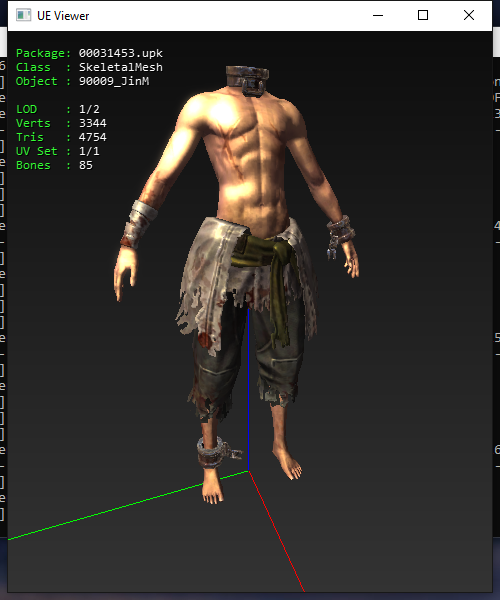 UE Viewer
Package: 00031453.upk
Class : SkeletalMesh
Object : 90009_JinM
LOD : 1/2
Verts : 3344
Tris : 4754
UV Set : 1/1
Bones : 85